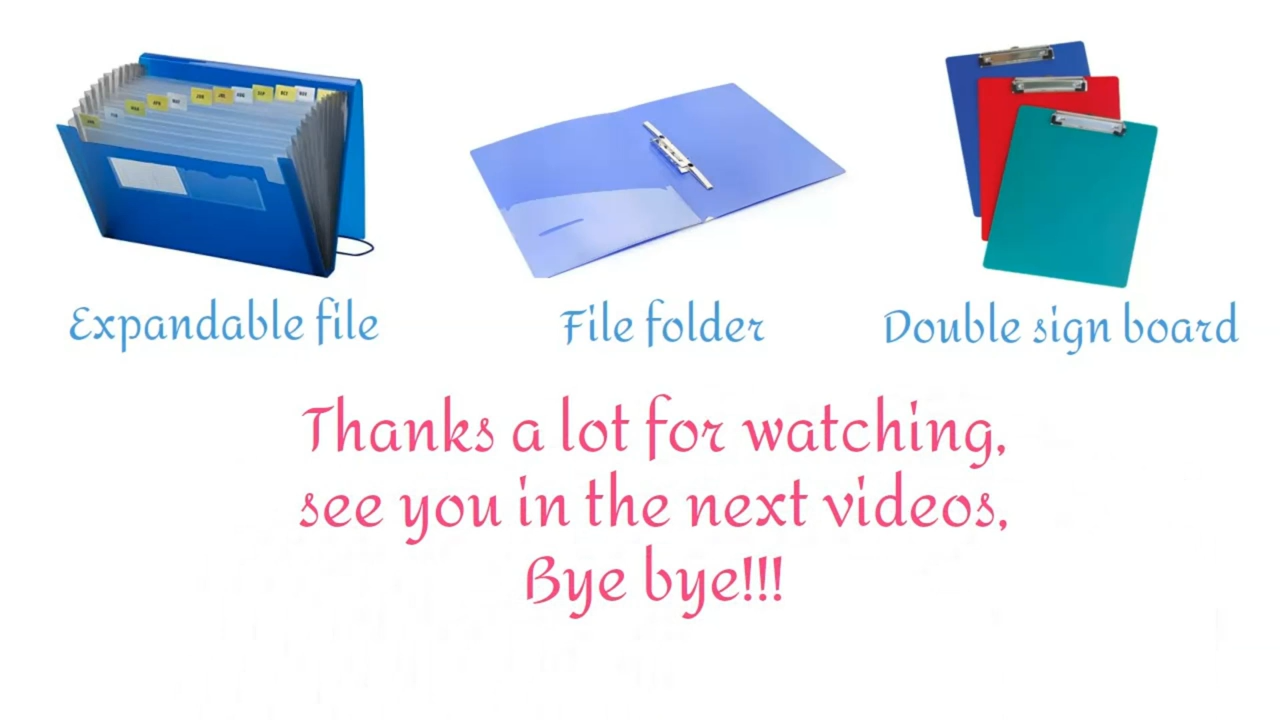 Expandable file
File folder
Double sign board
Thanks a lot for watching,
see you in the next videos,
Bye bye!!!